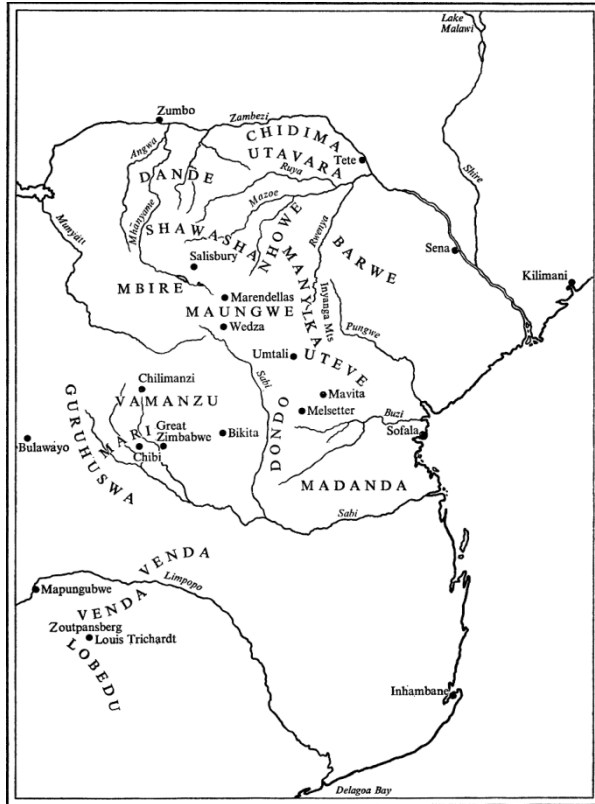 Lake
Malawi
Zumbo
Zambezi
CHIDIMA
UTAVARA
Tete
Angwa
DANDE
Ruya
Shire
Mazoe
Munyati
Mhanyame
SHAWASHA
NHOWE
Rwenya
BARWE
Sena
Salisbury
MANYIKA
Kilimani
MBIRE
Marendellas
MAUNGWE
Inyanga Mts
Wedza
Pungwe
Umtali
UTEVE
Sabi
Chilimanzi
VAMANZU
Mavita
Melsetter
GURUHUSWA
DONDO
Buzi
MARI
Great
Zimbabwe
Bikita
Sofala
Bulawayo
Chibi
MADANDA
Sabi
VENDA
Limpopo
Mapungubwe
VENDA
Zoutpansberg
Louis Trichardt
LOBEDU
Inhambane
Delagoa Bay